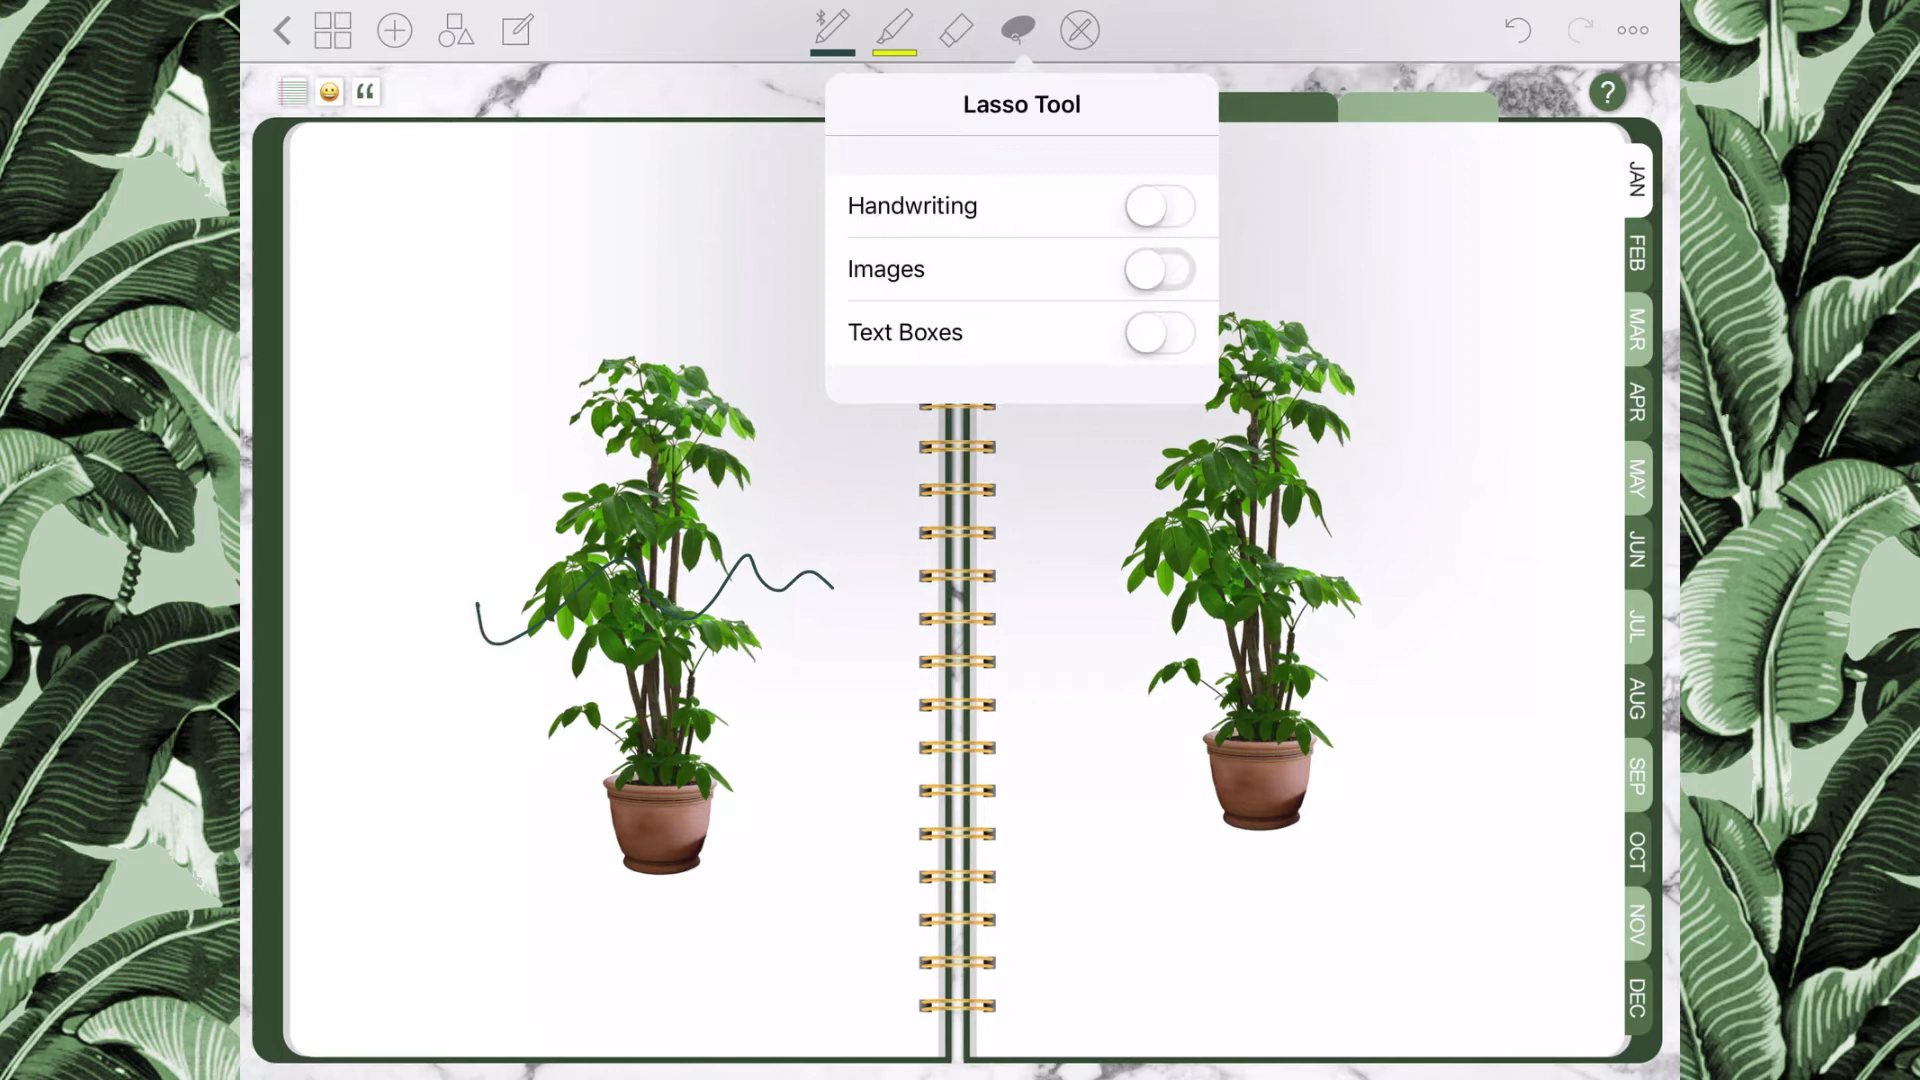 Lasso Tool
Handwriting
Images
Text Boxes
?
JAN
FEB
MAR
APR
MAY
JUN
JUL
AUG
SEP
OCT
NOV
DEC